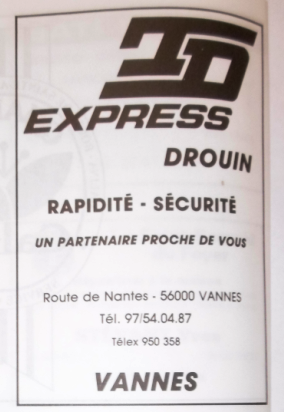 TD
EXPRESS
DROUIN
RAPIDITÉ - SÉCURITÉ
UN PARTENAIRE PROCHE DE VOUS
Route de Nantes - 56000 VANNES
Tél. 97/54.04.87
Télex 950 358
VANNES